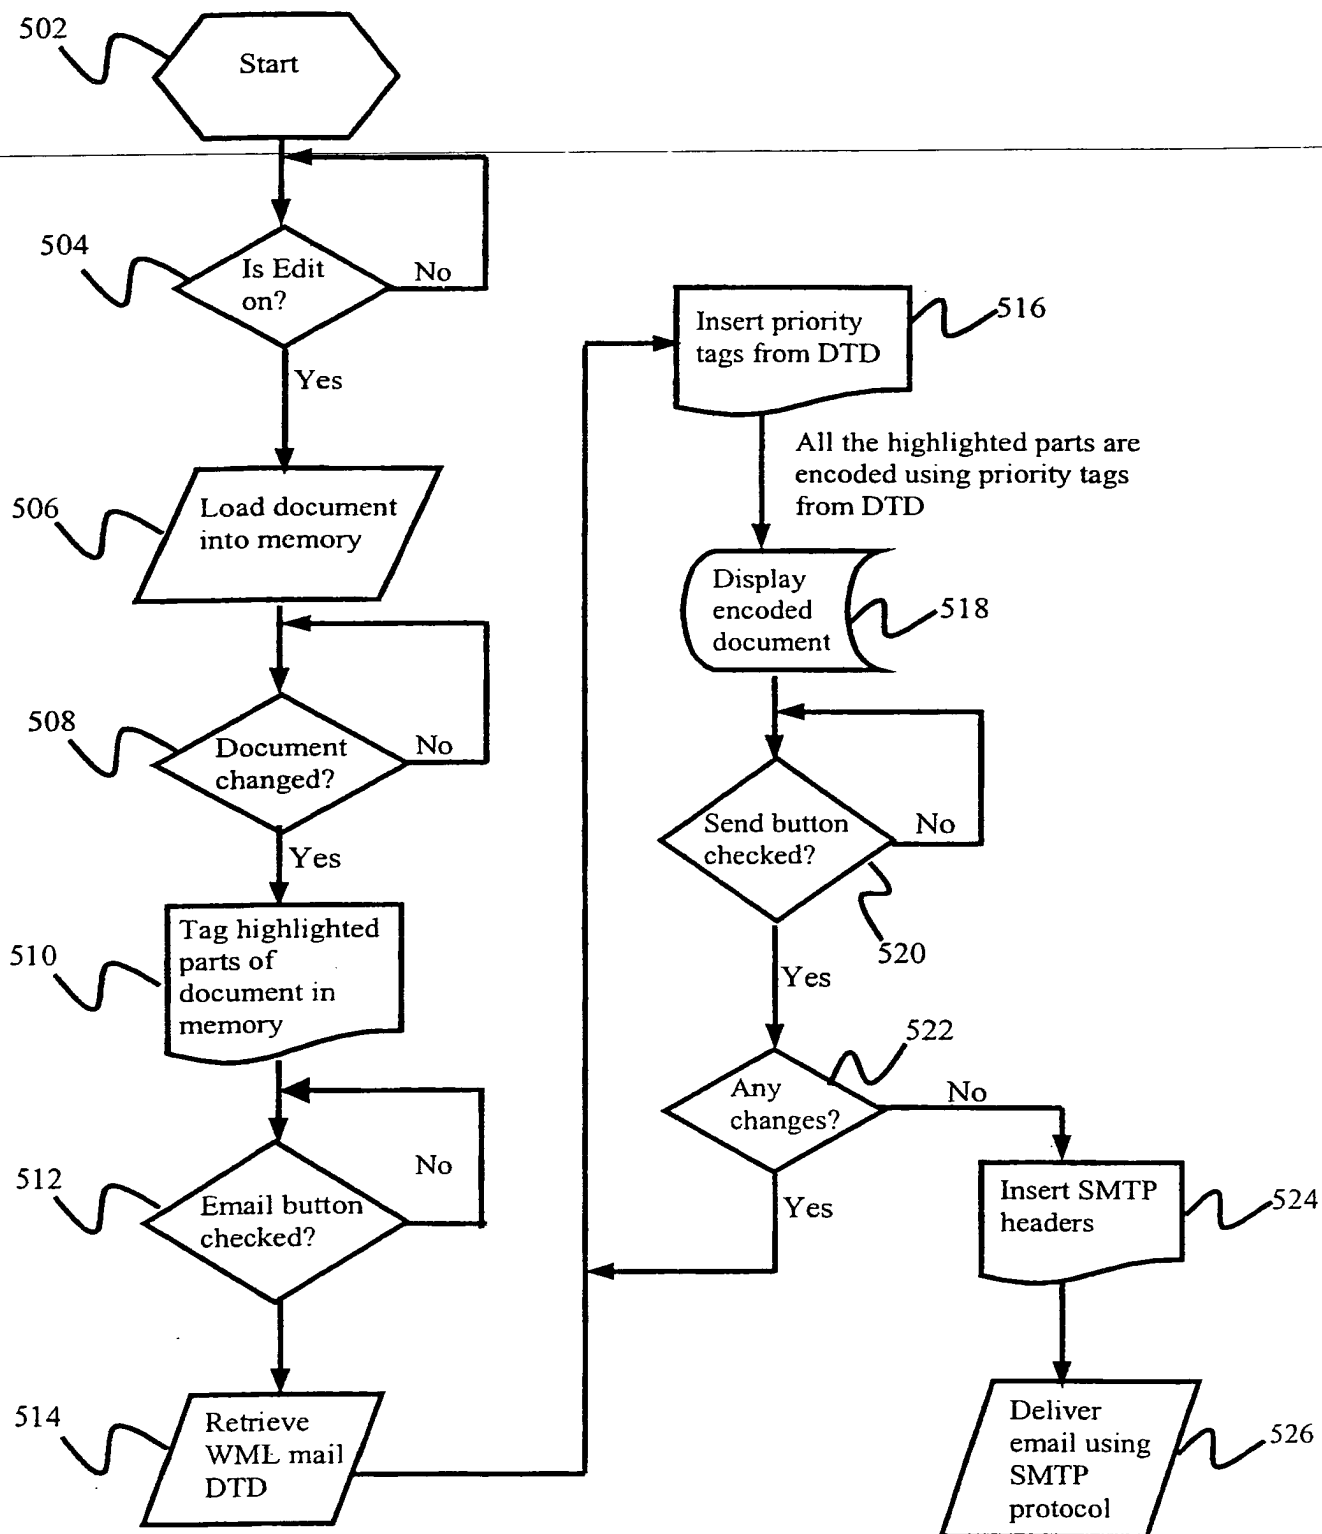 502
Start
504
Is Edit
on?
No
Yes
506
Load document
into memory
508
Document
changed?
No
Yes
510
Tag highlighted
parts of
document in
memory
512
Email button
checked?
No
514
Retrieve
WML mail
DTD
Insert priority
tags from DTD
516
All the highlighted parts are
encoded using priority tags
from DTD
Display
encoded
document
518
Send button
checked?
No
520
Yes
522
Any
changes?
No
Yes
Insert SMTP
headers
524
Deliver
email using
SMTP
protocol
526